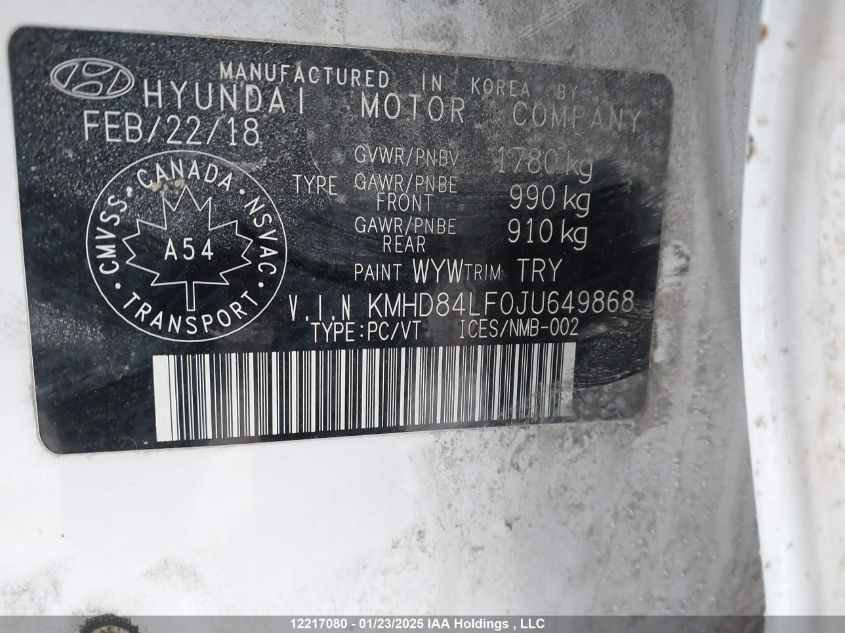 MANUFACTURED IN KOREA BY
HYUNDAI MOTOR COMPANY
FEB/22/18
GVWR/PNBV 1780 kg
TYPE GAWR/PNBE FRONT 990 kg
GAWR/PNBE REAR 910 kg
PAINT WYW TRIM TRY
CMVSS · CANADA · NSVAC
A54
TRANSPORT
V.I.N KMHD84LF0JU649868
TYPE:PC/VT ICES/NMB-002
12217080 - 01/23/2025 IAA Holdings , LLC